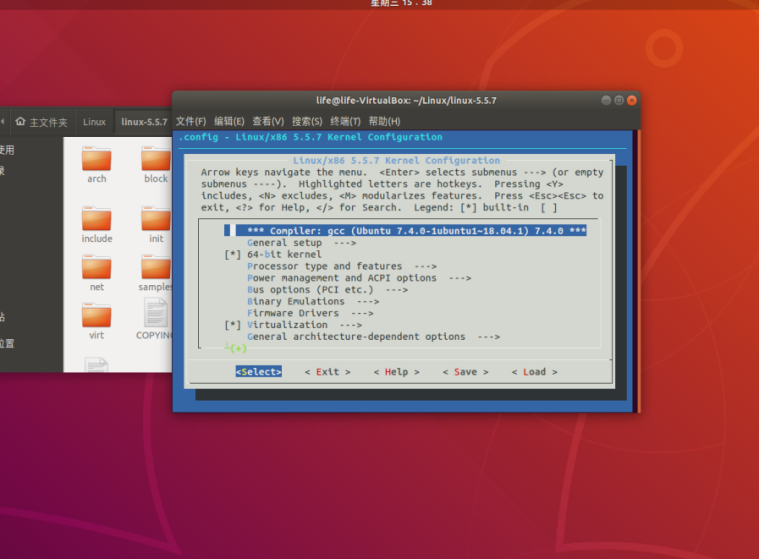 星期三 15：38
life@life-VirtualBox: ~/Linux/linux-5.5.7
文件(F) 编辑(E) 查看(V) 搜索(S) 终端(T) 帮助(H)
主文件夹 Linux linux-5.5.7
使用
arch block
include init
net samples
virt COPYING
位置
.config - Linux/x86 5.5.7 Kernel Configuration
Linux/x86 5.5.7 Kernel Configuration
Arrow keys navigate the menu. <Enter> selects submenus ---> (or empty
submenus ----). Highlighted letters are hotkeys. Pressing <Y>
includes, <N> excludes, <M> modularizes features. Press <Esc><Esc> to
exit, <?> for Help, </> for Search. Legend: [*] built-in [ ]
*** Compiler: gcc (Ubuntu 7.4.0-1ubuntu1~18.04.1) 7.4.0 ***
General setup --->
[*] 64-bit kernel
Processor type and features --->
Power management and ACPI options --->
Bus options (PCI etc.) --->
Binary Emulations --->
Firmware Drivers --->
[*] Virtualization --->
General architecture-dependent options --->
(+)
<Select> < Exit > < Help > < Save > < Load >